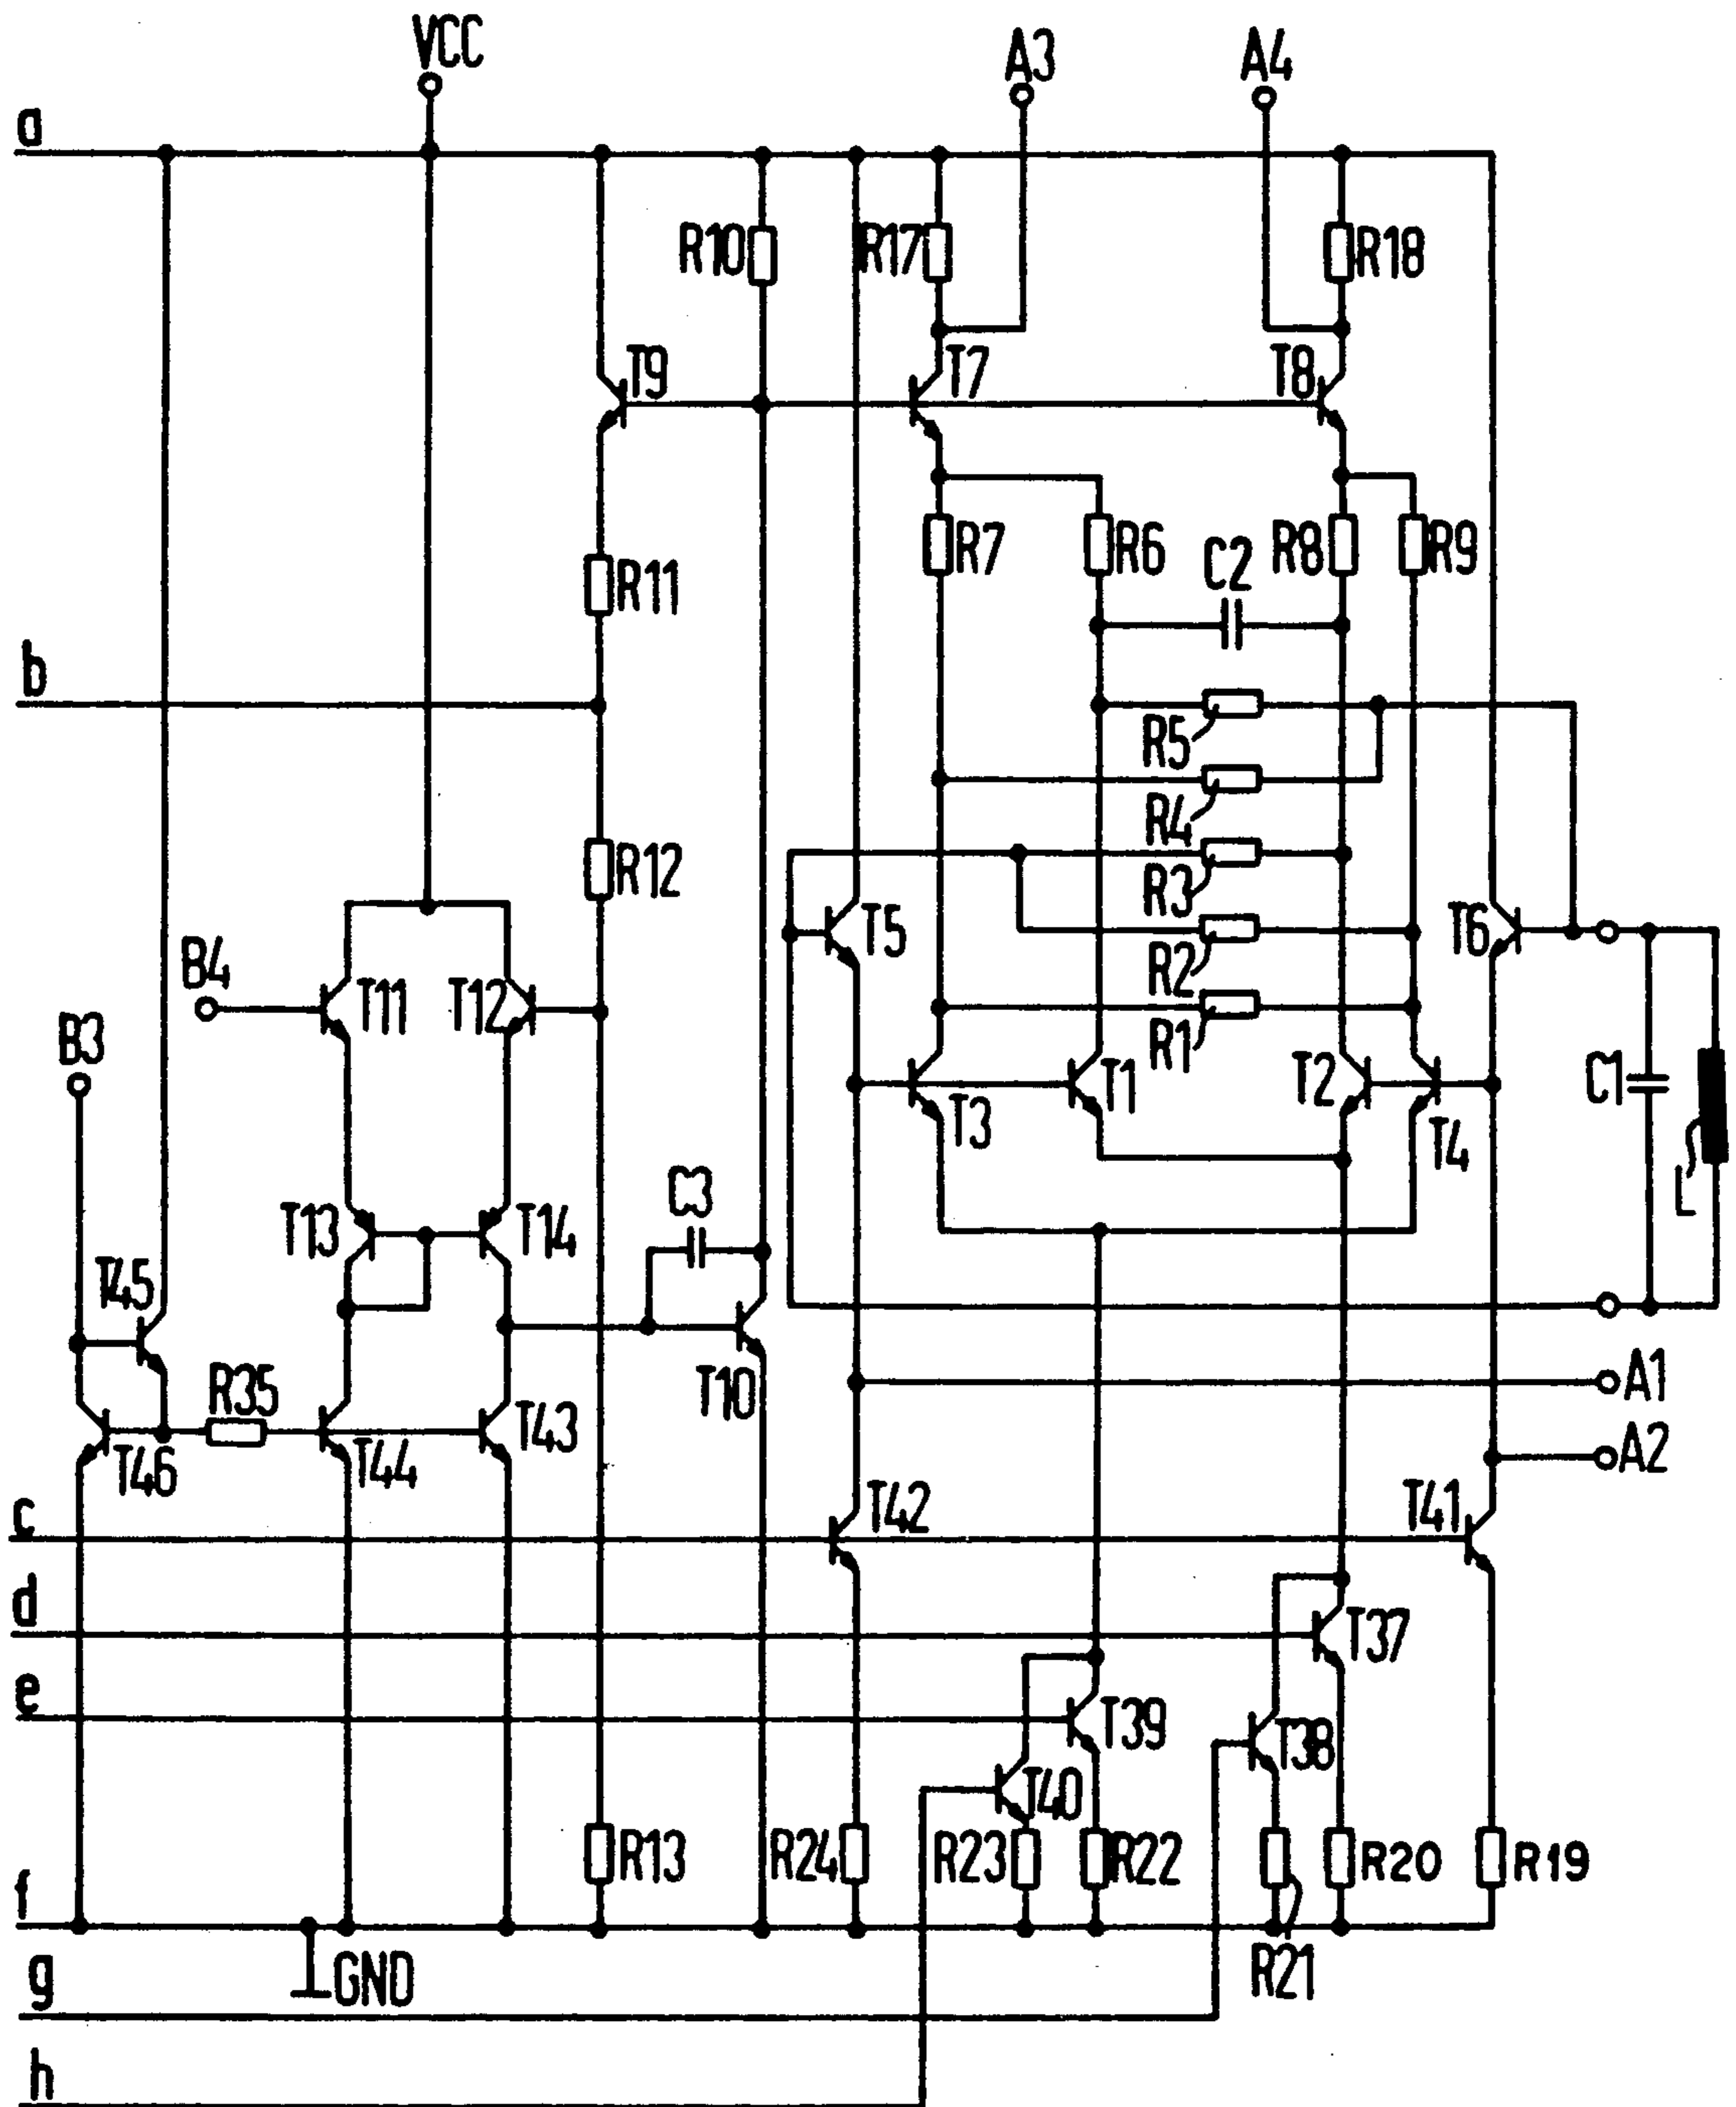 VCC
A3
A4
a
R10
R17
R18
T9
T7
T8
R11
R7
R6
C2
R8
R9
b
R5
R4
R12
R3
T5
T6
B4
T11
T12
R2
B3
R1
T1
T2
C1
T3
T4
L
C3
T13
T14
T45
R35
T10
A1
T46
T44
T43
A2
c
T42
T41
d
T37
e
T39
T38
T40
R13
R24
R23
R22
R20
R19
f
GND
R21
g
h